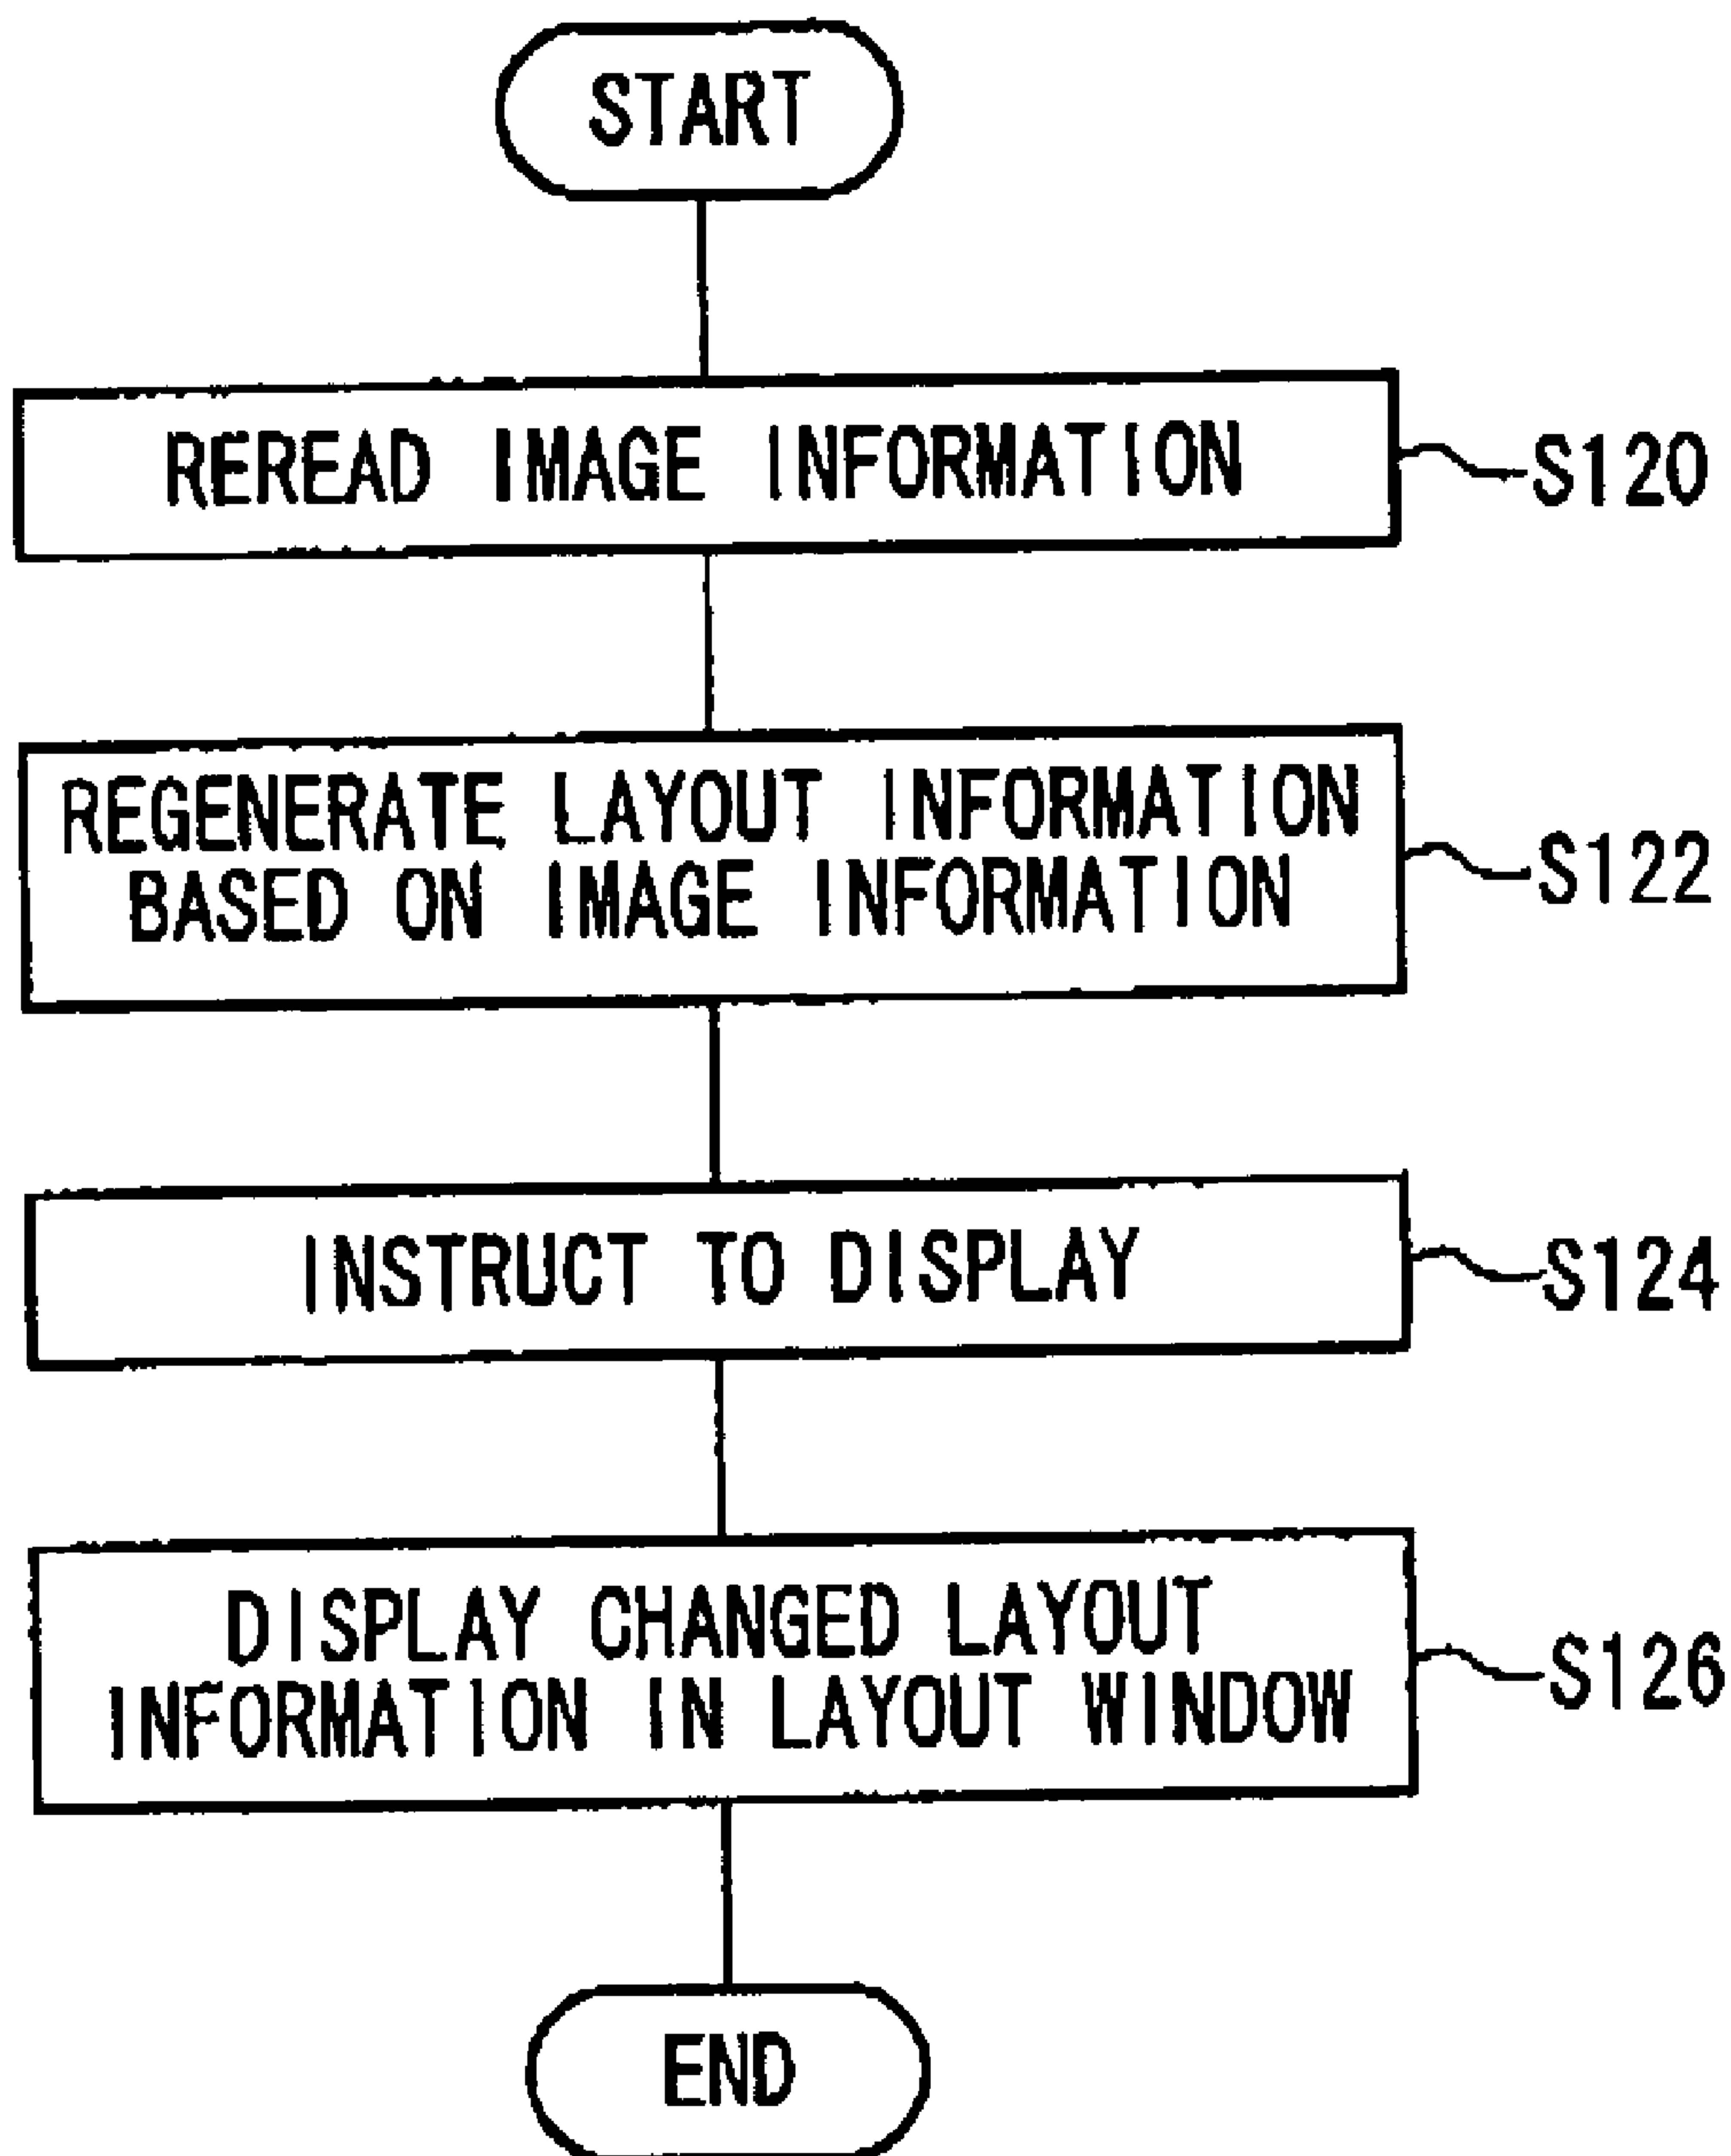 START
REREAD IMAGE INFORMATION
S120
REGENERATE LAYOUT INFORMATION
BASED ON IMAGE INFORMATION
S122
INSTRUCT TO DISPLAY
S124
DISPLAY CHANGED LAYOUT
INFORMATION IN LAYOUT WINDOW
S126
END